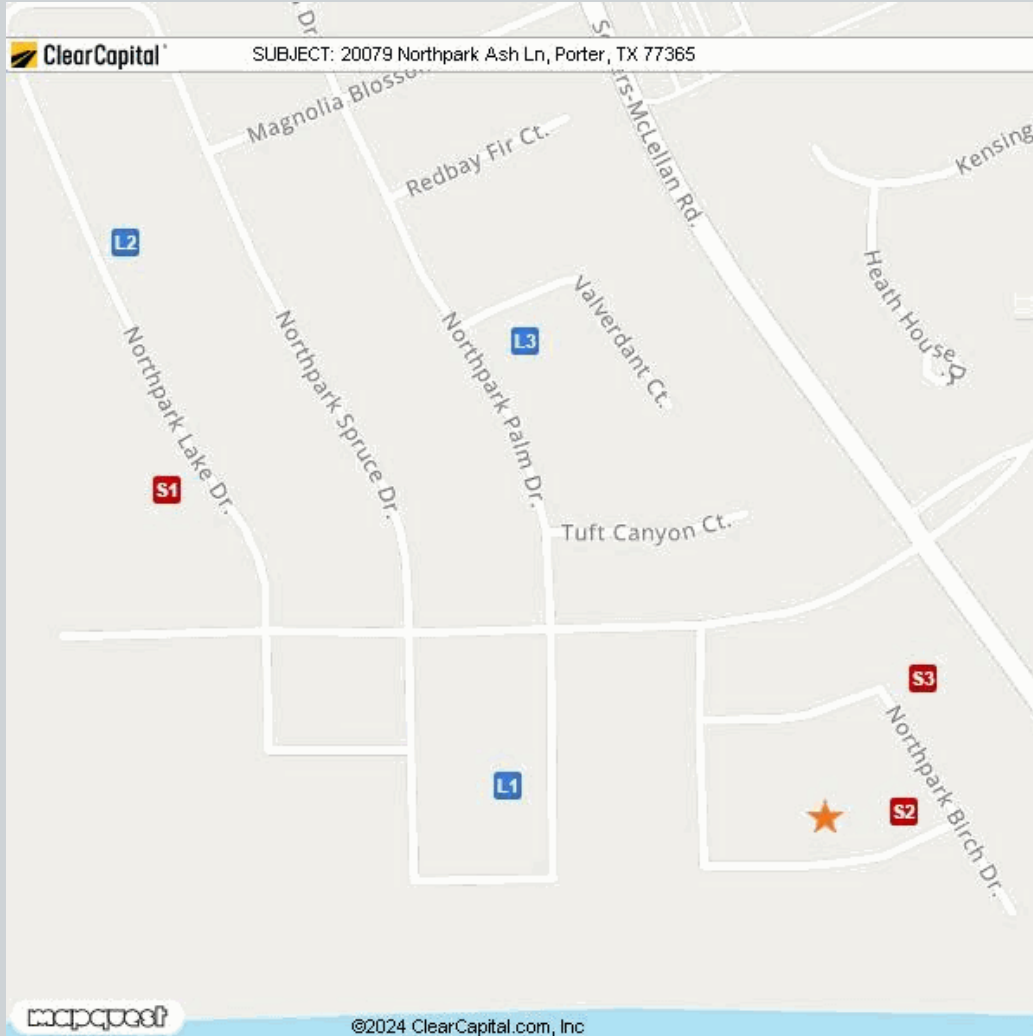 Dr.
ClearCapital
SUBJECT: 20079 Northpark Ash Ln, Porter, TX 77365
Magnolia
Redbay Fir Ct.
Kensing
L2
Heath House
Valverdant Ct.
L3
Northpark Lake Dr.
Northpark Spruce Dr.
Northpark Palm Dr.
S1
Tuft Canyon Ct.
S3
L1
Northpark Birch Dr.
S2
mapquest
©2024 ClearCapital.com, Inc